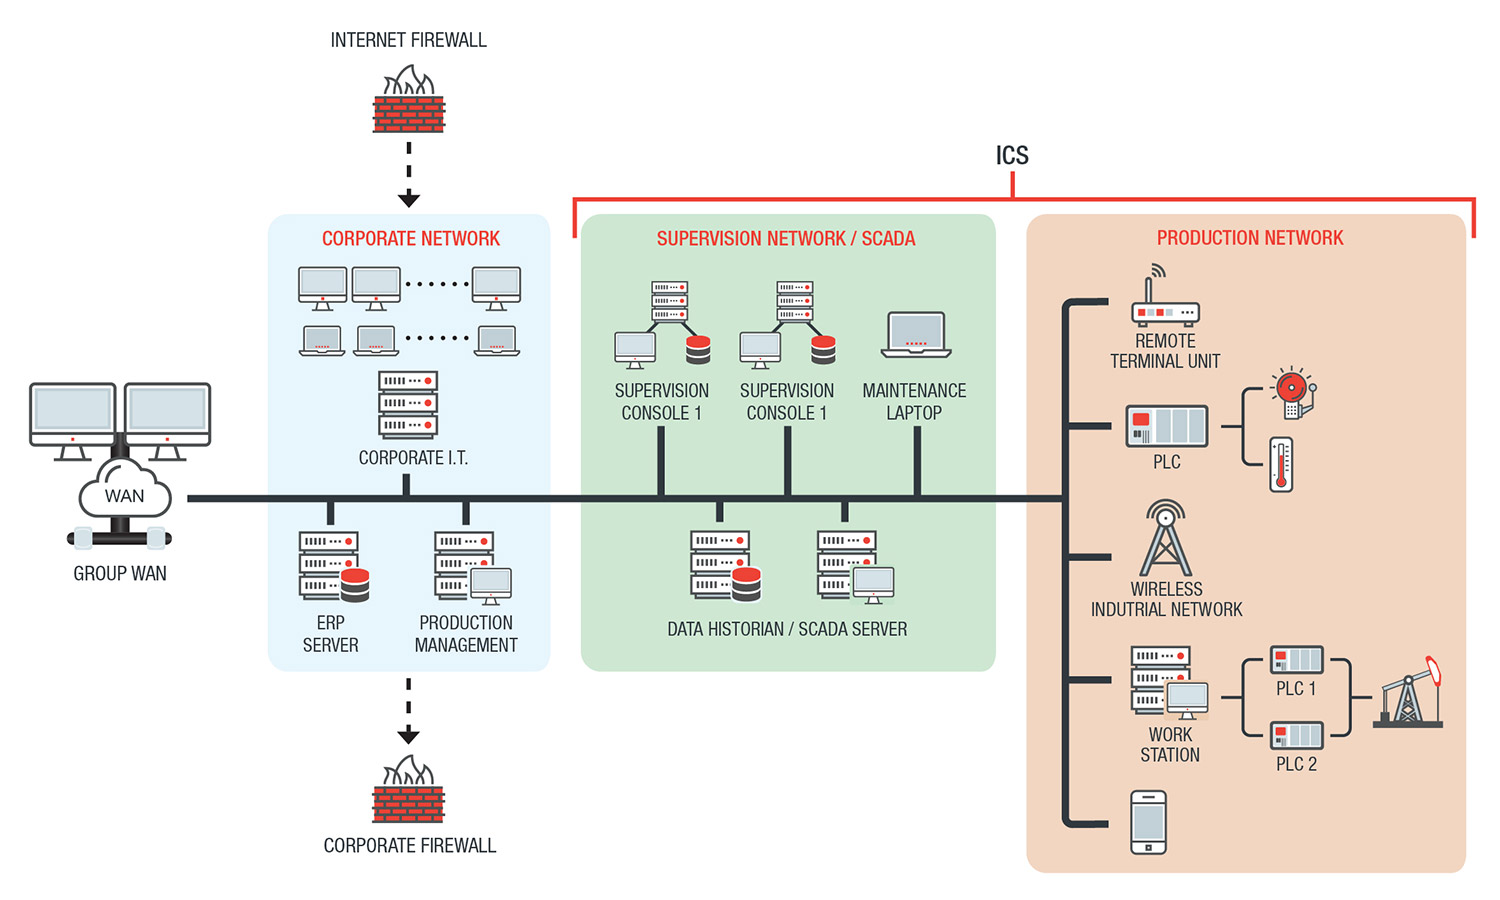 INTERNET FIREWALL
ICS
CORPORATE NETWORK
SUPERVISION NETWORK / SCADA
PRODUCTION NETWORK
REMOTE
TERMINAL UNIT
SUPERVISION
CONSOLE 1
SUPERVISION
CONSOLE 1
MAINTENANCE
LAPTOP
CORPORATE I.T.
PLC
WAN
GROUP WAN
WIRELESS
INDUTRIAL NETWORK
ERP
SERVER
PRODUCTION
MANAGEMENT
DATA HISTORIAN / SCADA SERVER
PLC 1
WORK
STATION
PLC 2
CORPORATE FIREWALL